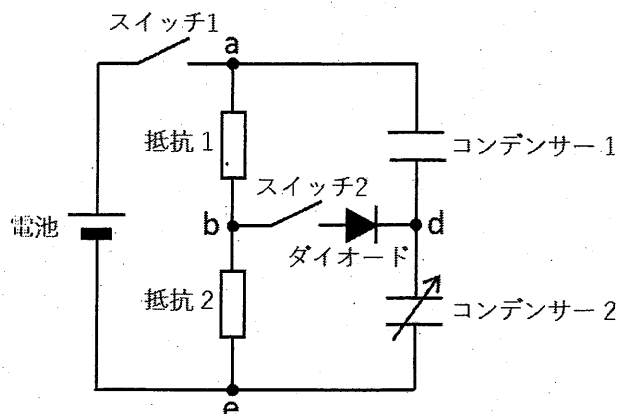 スイッチ1
a
抵抗1
コンデンサー1
スイッチ2
b
d
電池
ダイオード
抵抗2
コンデンサー2
e